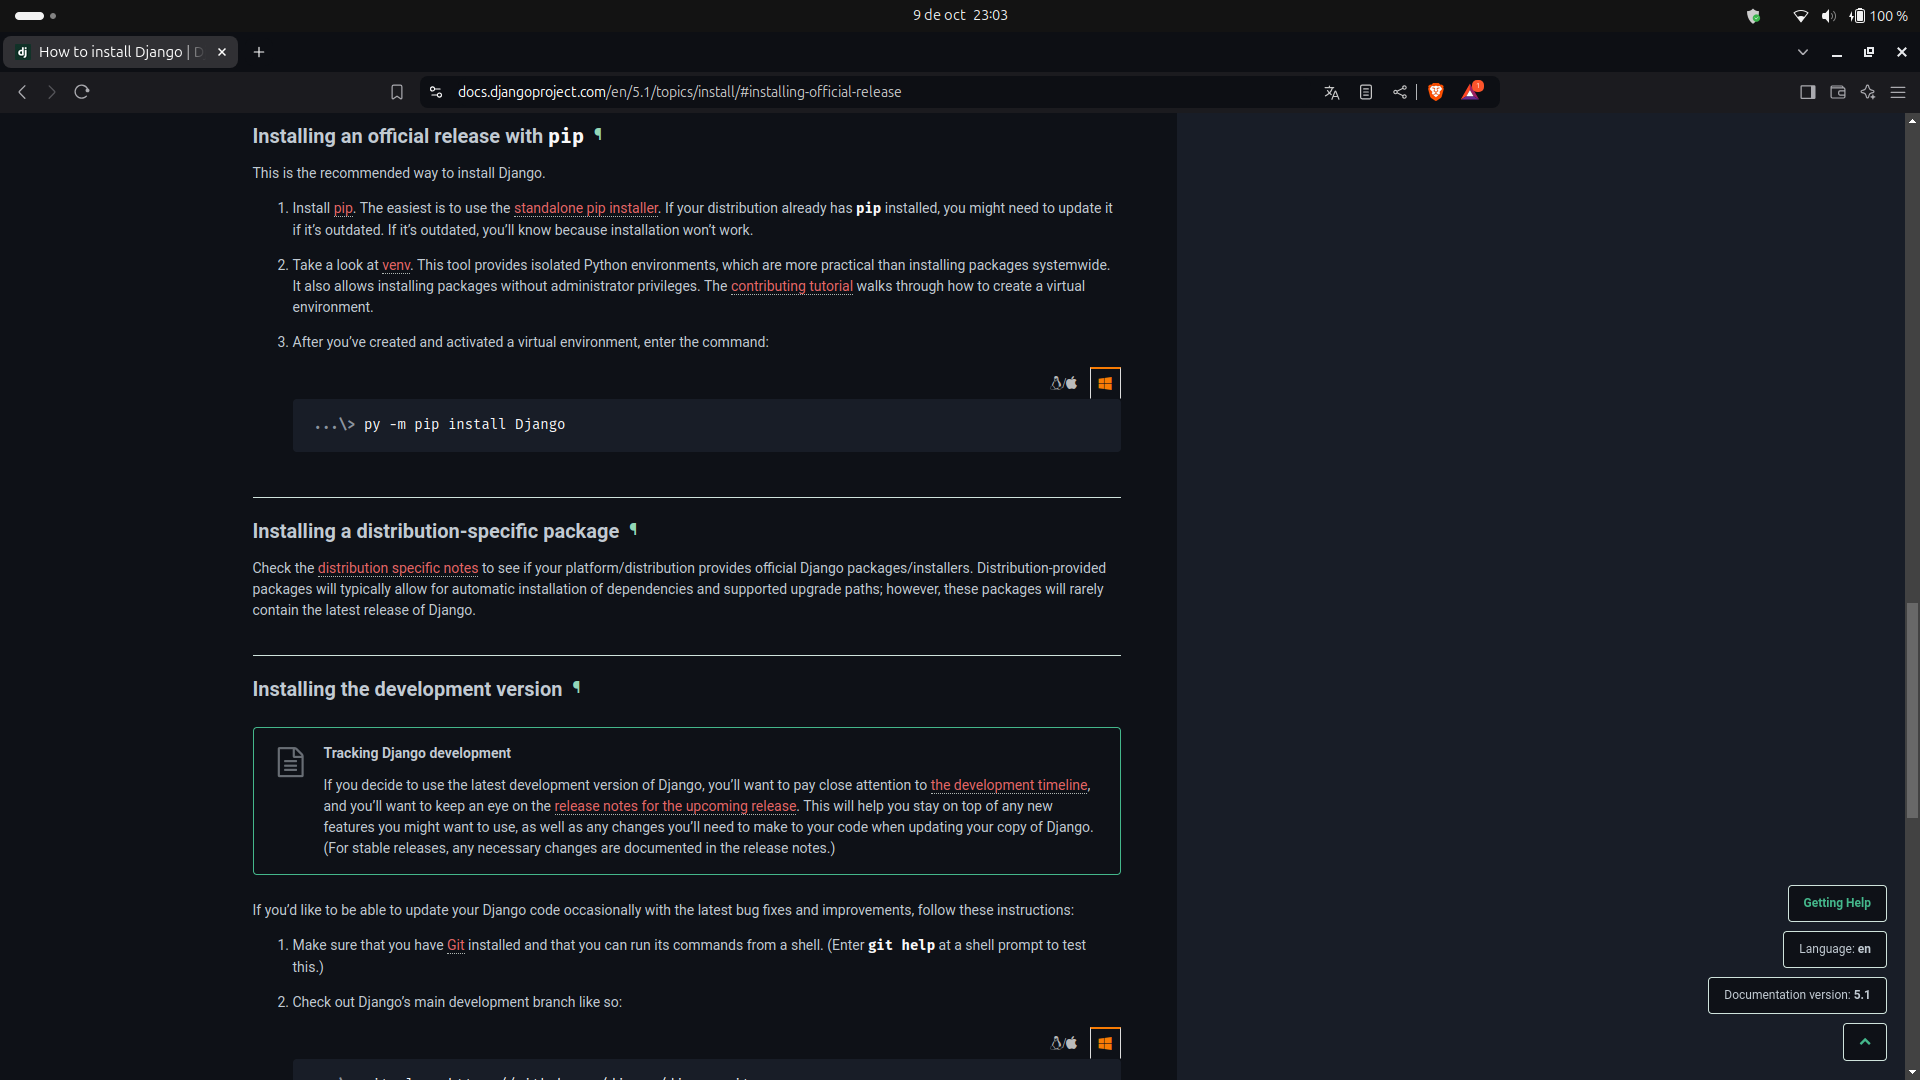 9 de oct 23:03
100 %
dj How to install Django | D
docs.djangoproject.com/en/5.1/topics/install/#installing-official-release
1
Installing an official release with pip ¶
This is the recommended way to install Django.
1. Install pip. The easiest is to use the standalone pip installer. If your distribution already has pip installed, you might need to update it
if it’s outdated. If it’s outdated, you’ll know because installation won’t work.
2. Take a look at venv. This tool provides isolated Python environments, which are more practical than installing packages systemwide.
It also allows installing packages without administrator privileges. The contributing tutorial walks through how to create a virtual
environment.
3. After you’ve created and activated a virtual environment, enter the command:
/
...\> py -m pip install Django
Installing a distribution-specific package ¶
Check the distribution specific notes to see if your platform/distribution provides official Django packages/installers. Distribution-provided
packages will typically allow for automatic installation of dependencies and supported upgrade paths; however, these packages will rarely
contain the latest release of Django.
Installing the development version ¶
Tracking Django development
If you decide to use the latest development version of Django, you’ll want to pay close attention to the development timeline,
and you’ll want to keep an eye on the release notes for the upcoming release. This will help you stay on top of any new
features you might want to use, as well as any changes you’ll need to make to your code when updating your copy of Django.
(For stable releases, any necessary changes are documented in the release notes.)
If you’d like to be able to update your Django code occasionally with the latest bug fixes and improvements, follow these instructions:
1. Make sure that you have Git installed and that you can run its commands from a shell. (Enter git help at a shell prompt to test
this.)
2. Check out Django’s main development branch like so:
/
Getting Help
Language: en
Documentation version: 5.1